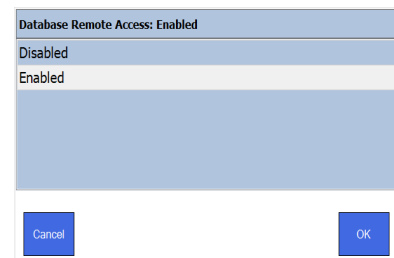 Database Remote Access: Enabled
Disabled
Enabled
Cancel
OK